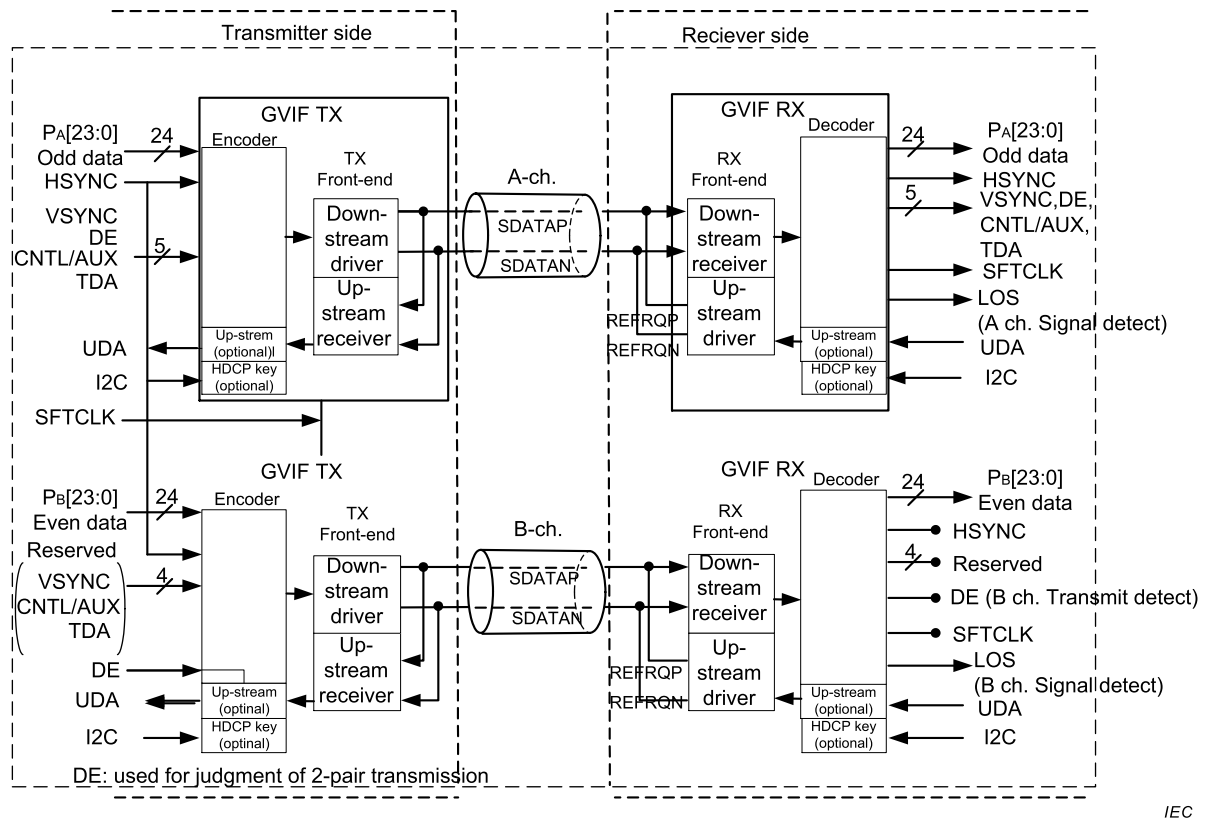 Transmitter side
Reciever side
GVIF TX
Encoder
PA[23:0]
24
Odd data
HSYNC
VSYNC
DE
CNTL/AUX
5
TDA
UDA
I2C
SFTCLK
TX
Front-end
Down-
stream
driver
Up-
stream
receiver
Up-strem
(optional)
HDCP key
(optional)
A-ch.
SDATAP
SDATAN
REFRQP
REFRQN
GVIF RX
Decoder
RX
Front-end
Down-
stream
receiver
Up-
stream
driver
Up-stream
(optional)
HDCP key
(optional)
24
PA[23:0]
Odd data
HSYNC
5
VSYNC,DE,
CNTL/AUX,
TDA
SFTCLK
LOS
(A ch. Signal detect)
UDA
I2C
GVIF TX
Encoder
PB[23:0]
24
Even data
Reserved
VSYNC
4
CNTL/AUX
TDA
DE
UDA
I2C
TX
Front-end
Down-
stream
driver
Up-
stream
receiver
Up-stream
(optinal)
HDCP key
(optinal)
B-ch.
SDATAP
SDATAN
REFRQP
REFRQN
GVIF RX
Decoder
RX
Front-end
Down-
stream
receiver
Up-
stream
driver
Up-stream
(optinal)
HDCP key
(optinal)
24
PB[23:0]
Even data
HSYNC
4
Reserved
DE (B ch. Transmit detect)
SFTCLK
LOS
(B ch. Signal detect)
UDA
I2C
DE: used for judgment of 2-pair transmission
IEC